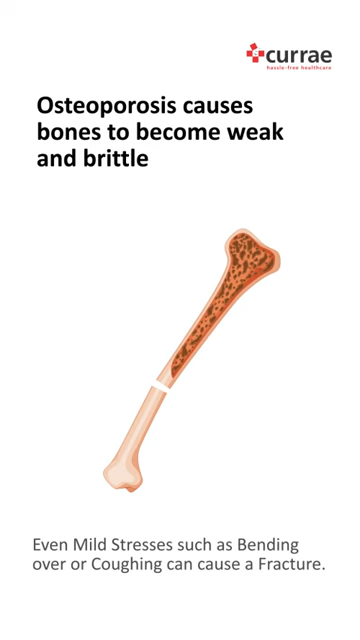 currae
hassle-free healthcare
Osteoporosis causes
bones to become weak
and brittle
Even Mild Stresses such as Bending
over or Coughing can cause a Fracture.